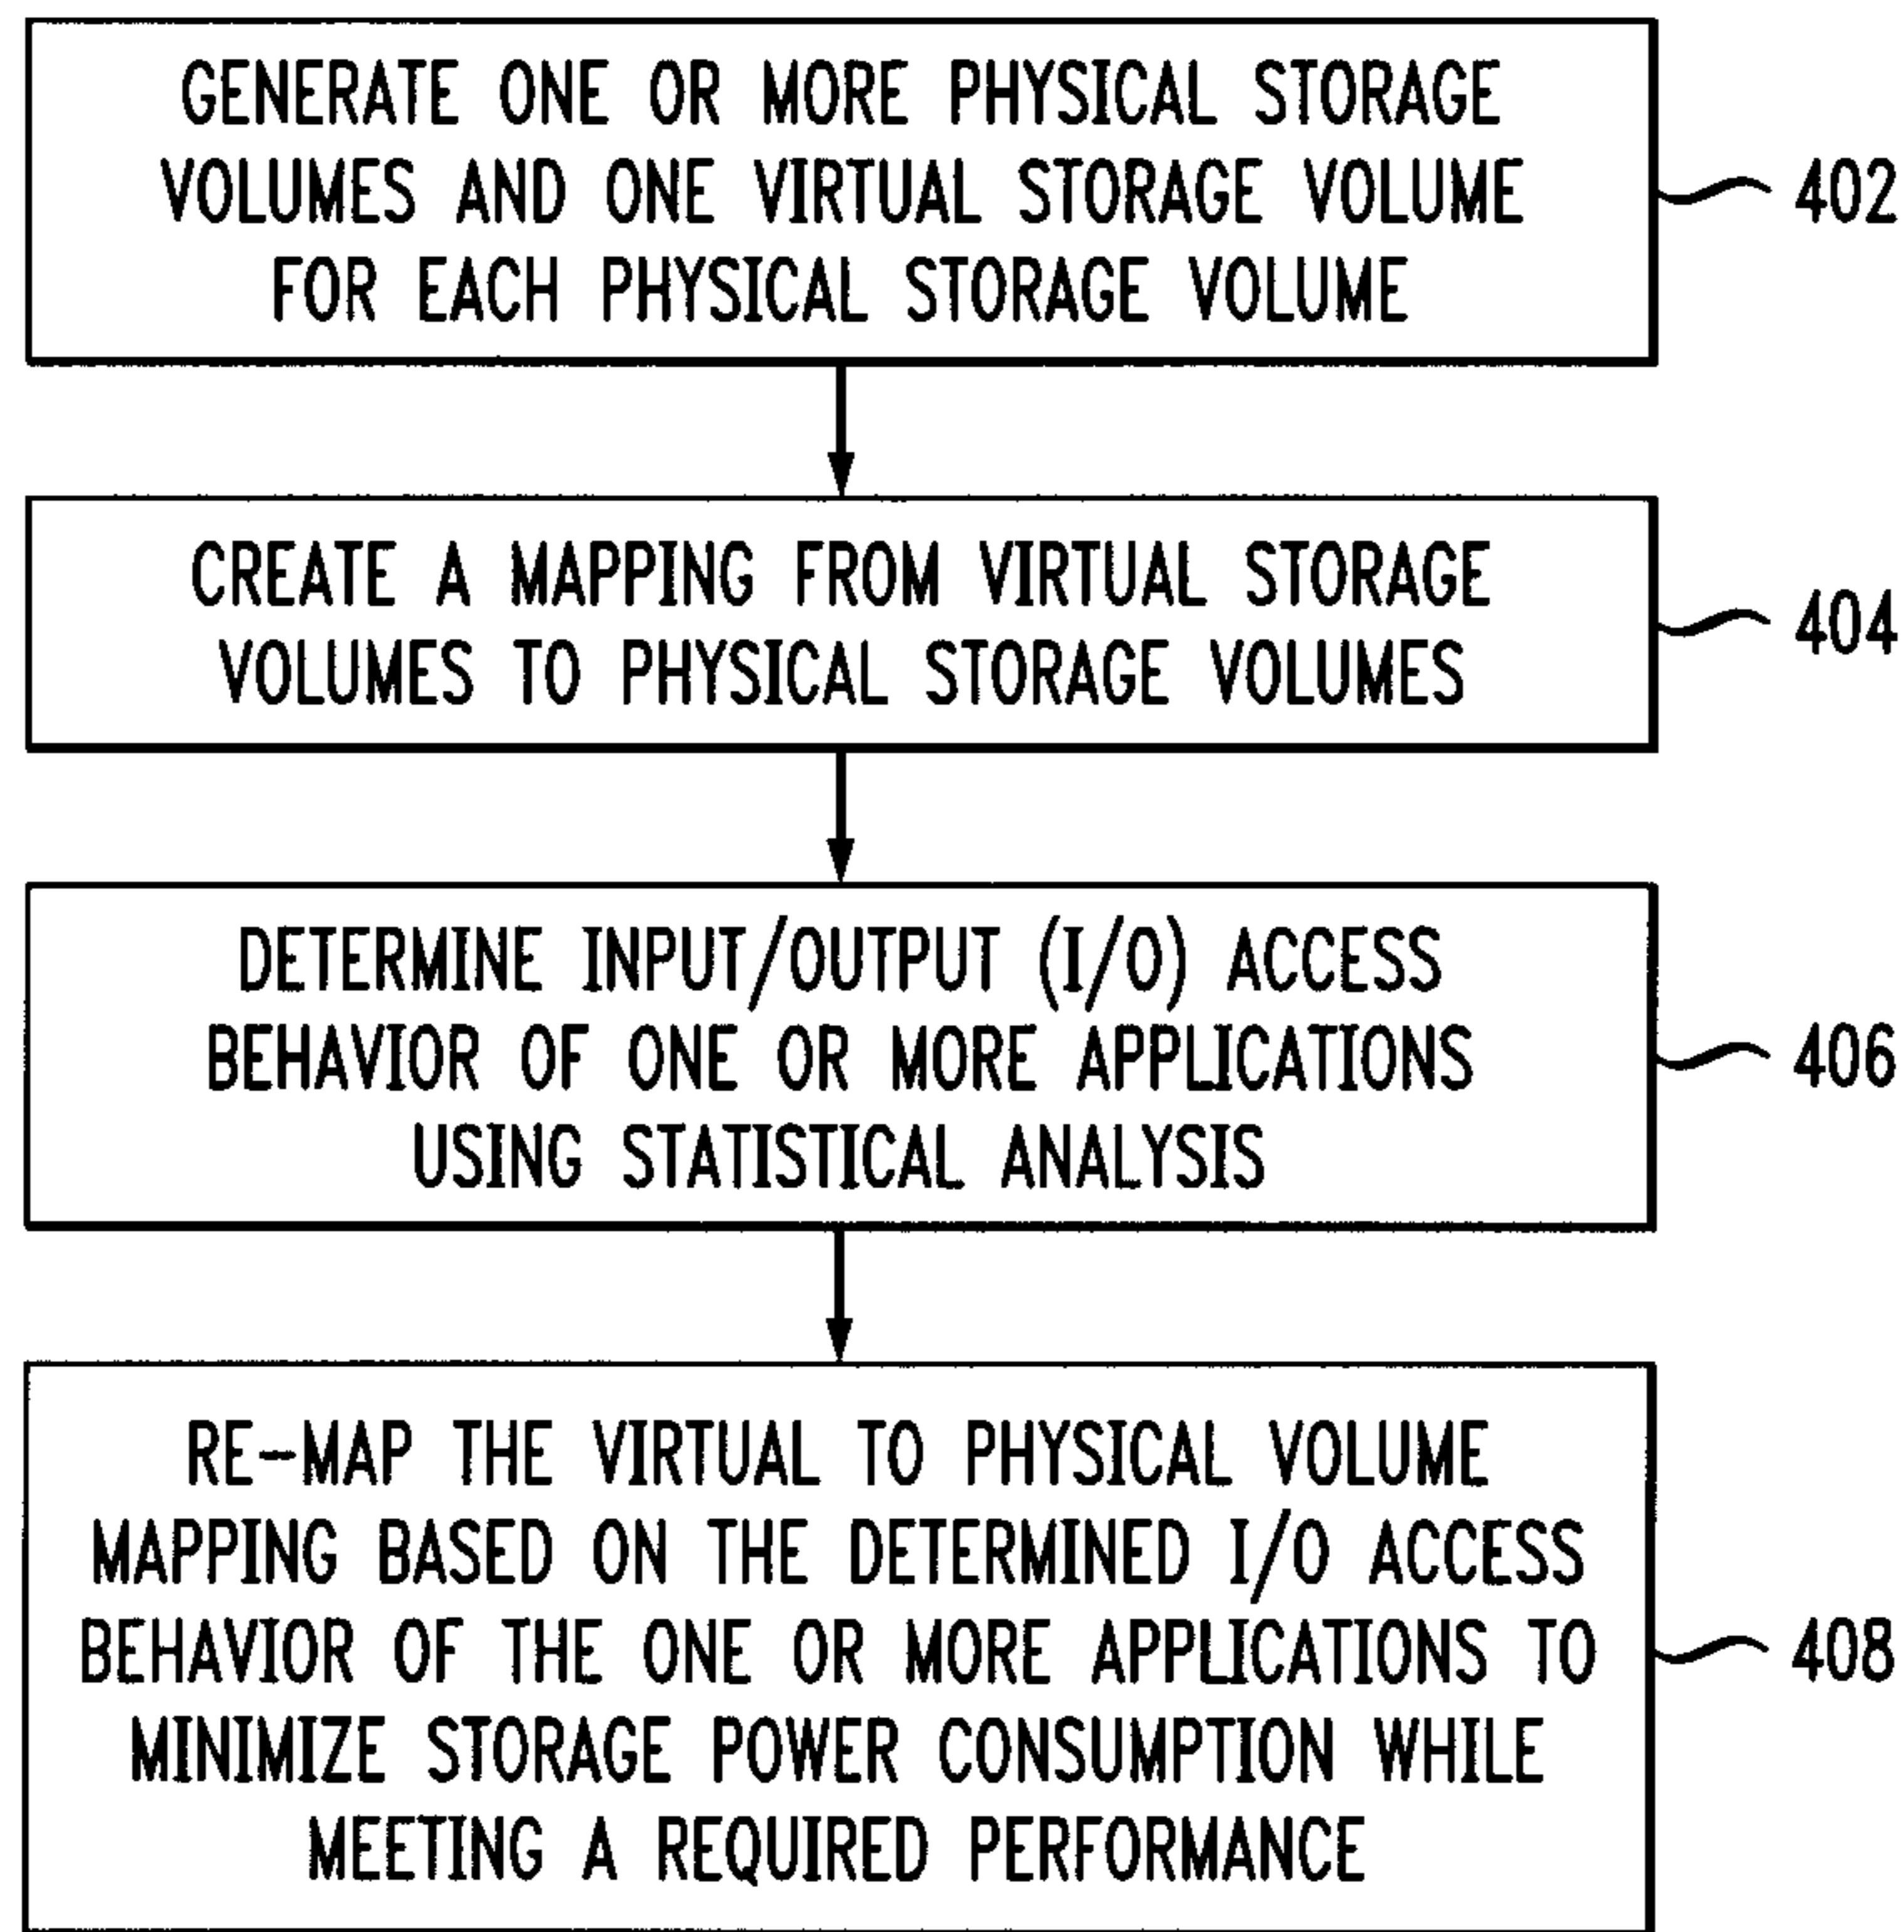 GENERATE ONE OR MORE PHYSICAL STORAGE
VOLUMES AND ONE VIRTUAL STORAGE VOLUME
FOR EACH PHYSICAL STORAGE VOLUME
402
CREATE A MAPPING FROM VIRTUAL STORAGE
VOLUMES TO PHYSICAL STORAGE VOLUMES
404
DETERMINE INPUT/OUTPUT (I/O) ACCESS
BEHAVIOR OF ONE OR MORE APPLICATIONS
USING STATISTICAL ANALYSIS
406
RE-MAP THE VIRTUAL TO PHYSICAL VOLUME
MAPPING BASED ON THE DETERMINED I/O ACCESS
BEHAVIOR OF THE ONE OR MORE APPLICATIONS TO
MINIMIZE STORAGE POWER CONSUMPTION WHILE
MEETING A REQUIRED PERFORMANCE
408